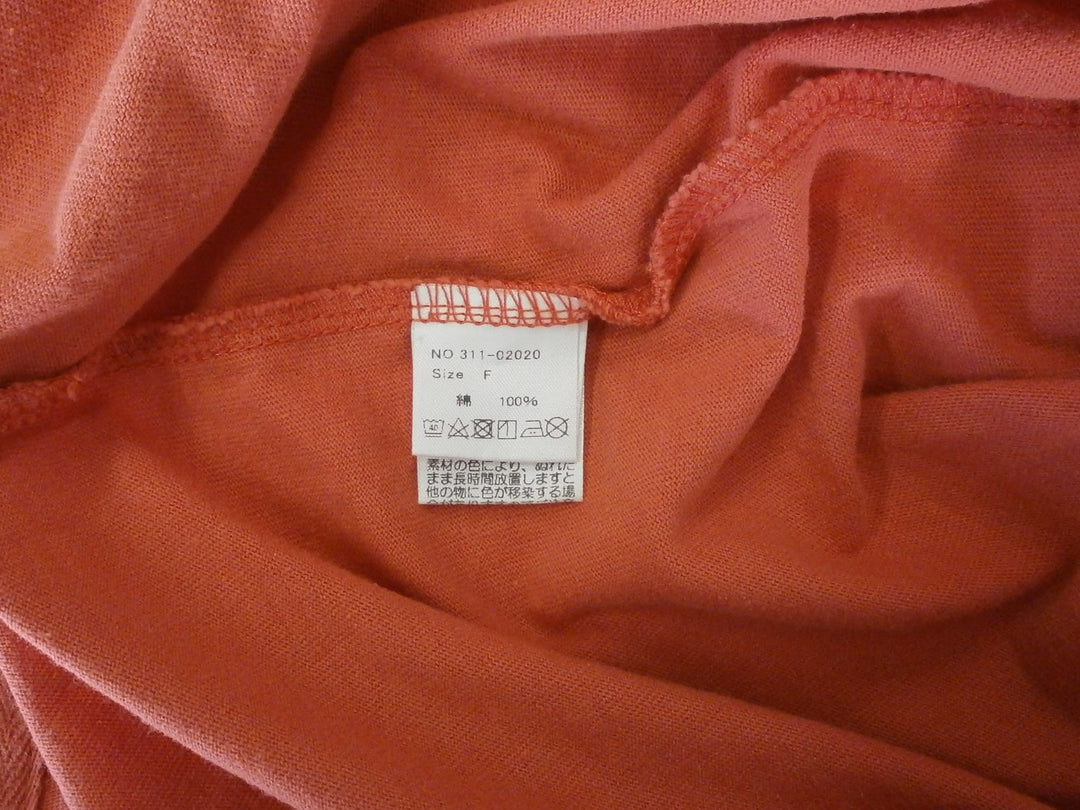 NO 311-02020
Size F
綿 100%
40
素材の色により、ぬれた
まま長時間放置しますと
他の物に色が移染する場